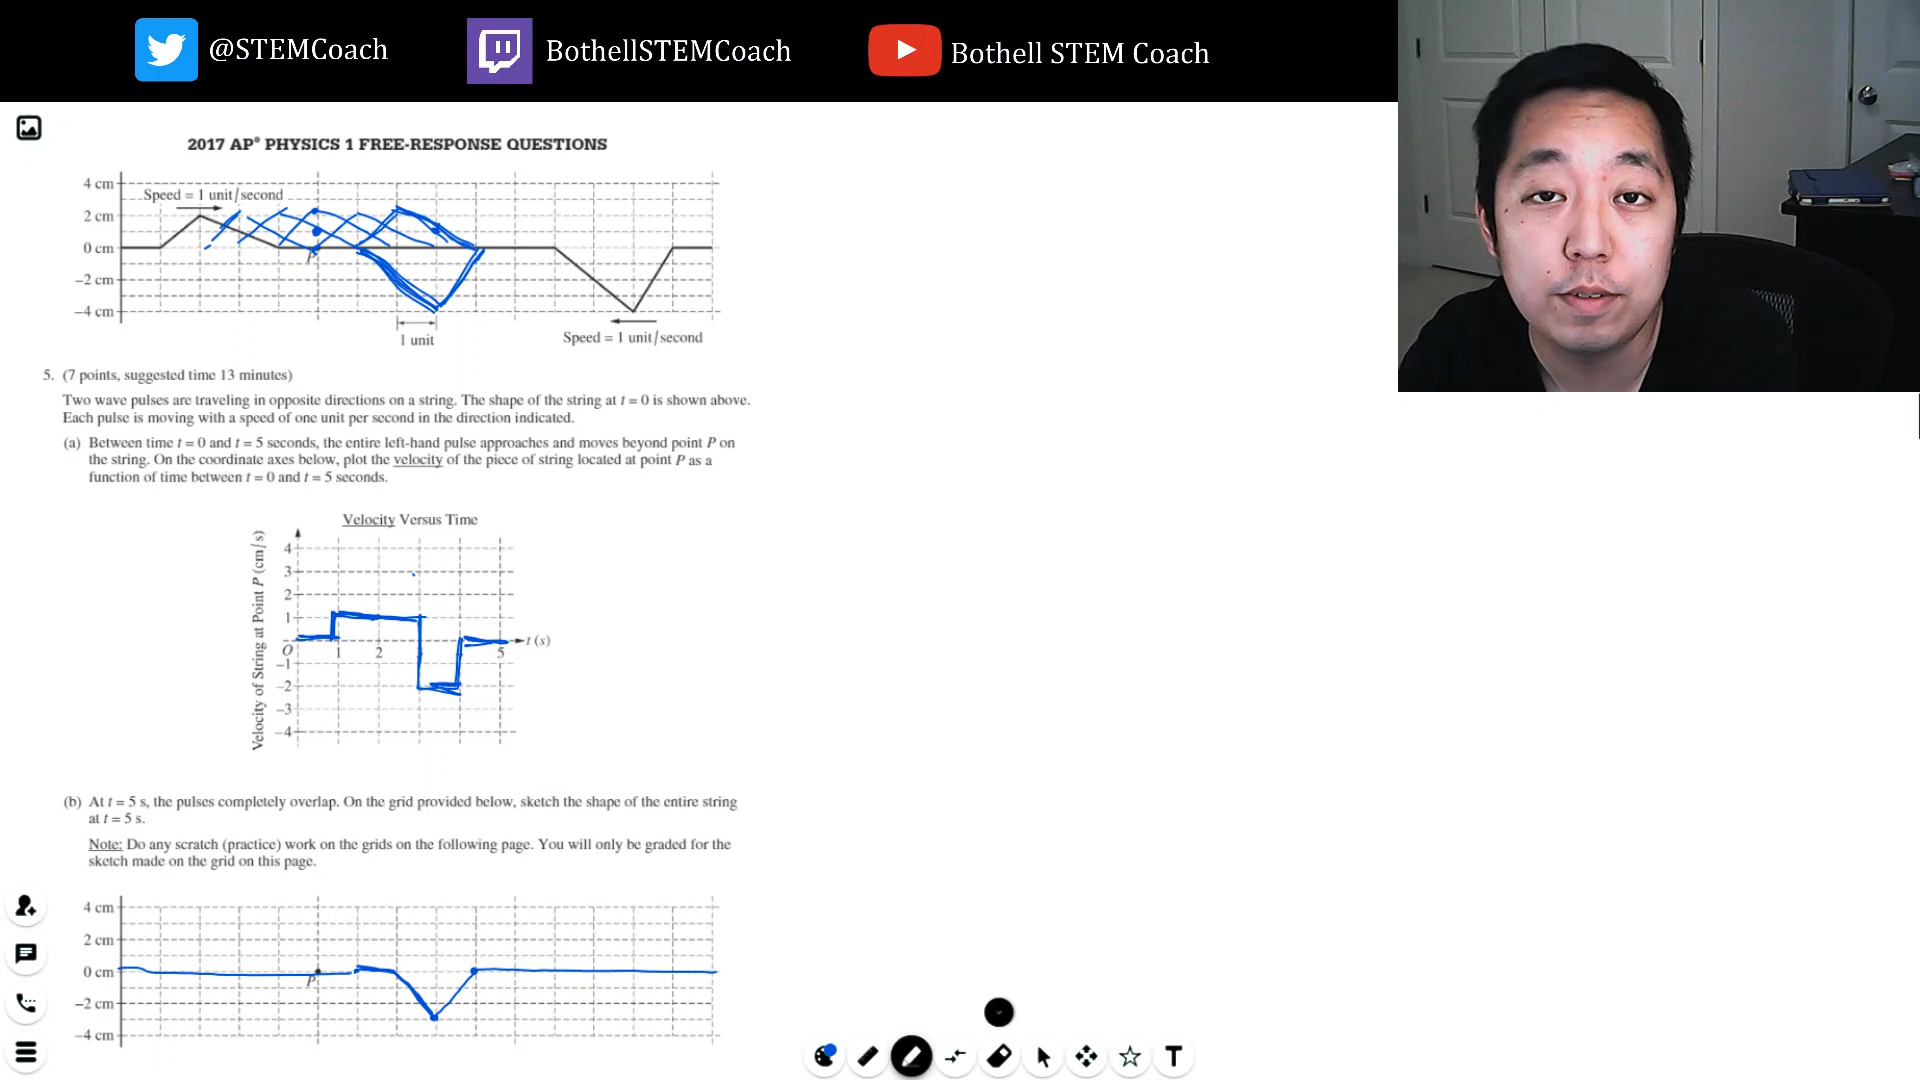 @STEMCoach
BothellSTEMCoach
Bothell STEM Coach
2017 AP® PHYSICS 1 FREE-RESPONSE QUESTIONS
4 cm
Speed = 1 unit/second
2 cm
0 cm
P
−2 cm
−4 cm
1 unit
Speed = 1 unit/second
5. (7 points, suggested time 13 minutes)
Two wave pulses are traveling in opposite directions on a string. The shape of the string at t = 0 is shown above.
Each pulse is moving with a speed of one unit per second in the direction indicated.
(a) Between time t = 0 and t = 5 seconds, the entire left-hand pulse approaches and moves beyond point P on
the string. On the coordinate axes below, plot the velocity of the piece of string located at point P as a
function of time between t = 0 and t = 5 seconds.
Velocity Versus Time
Velocity of String at Point P (cm/s)
4
3
2
1
O
1
2
5
t (s)
−1
−2
−3
−4
(b) At t = 5 s, the pulses completely overlap. On the grid provided below, sketch the shape of the entire string
at t = 5 s.
Note: Do any scratch (practice) work on the grids on the following page. You will only be graded for the
sketch made on the grid on this page.
4 cm
2 cm
0 cm
P
−2 cm
−4 cm
T